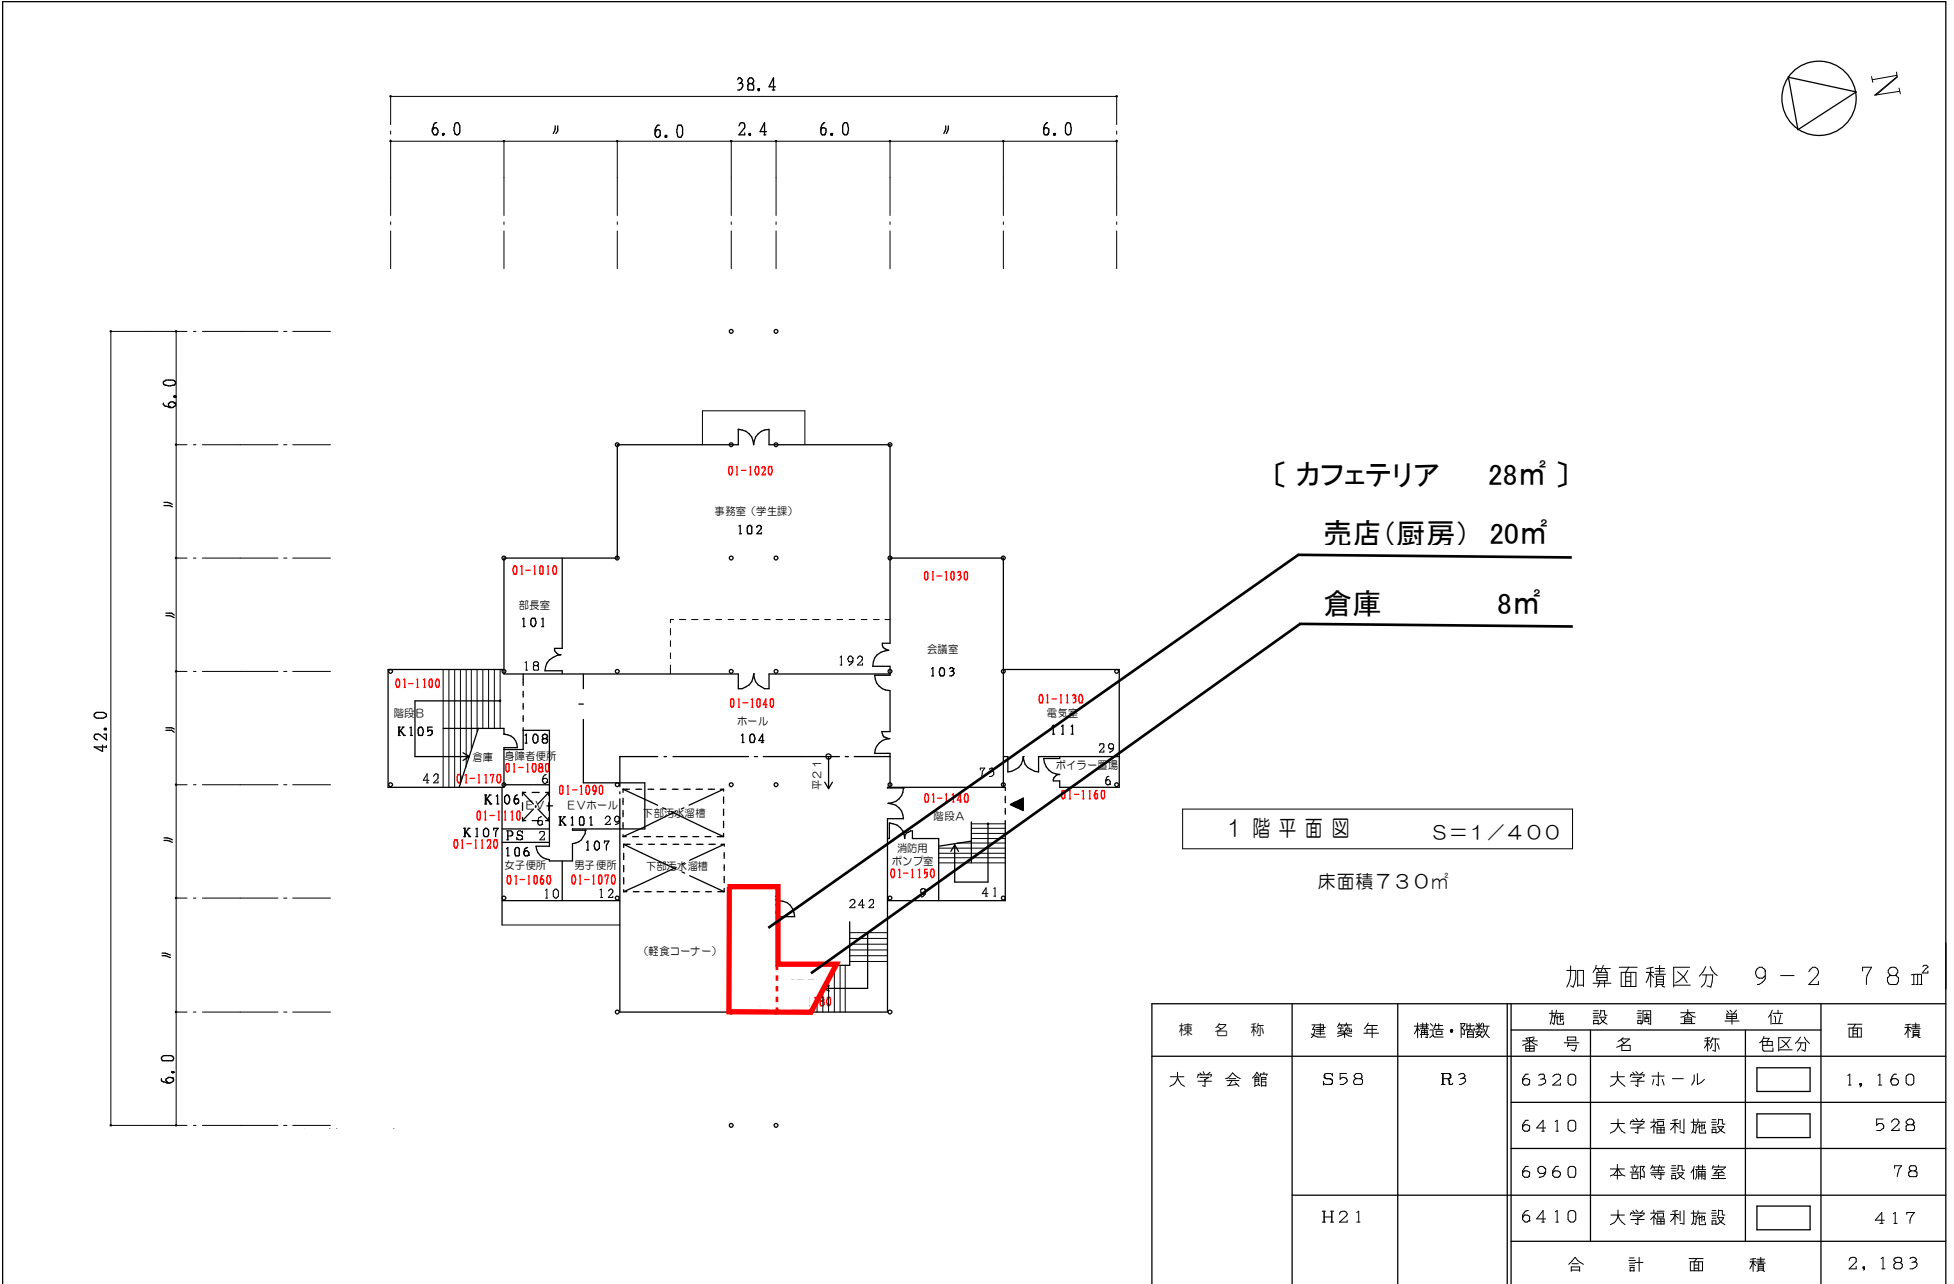 38.4
6.0 〃 6.0 2.4 6.0 〃 6.0
N
42.0
6.0
〃
〃
〃
〃
〃
6.0
01-1020
事務室（学生課）
102
192
01-1010
部長室
101
18
01-1030
会議室
103
73
01-1100
階段B
K105
42
倉庫
01-1170
01-1040
ホール
104
平21
01-1130
電気室
111
29
ボイラー置場
6
01-1160
108
身障者便所
01-1080
6
K106
EV
01-1110
6
K107
PS 2
01-1120
01-1090
EVホール
K101 29
106
女子便所
01-1060
10
107
男子便所
01-1070
12
下部汚水溜槽
下部汚水溜槽
01-1140
階段A
41
消防用
ポンプ室
01-1150
9
242
（軽食コーナー）
〔 カフェテリア 28㎡ 〕
売店（厨房） 20㎡
倉庫 8㎡
1階平面図 S＝1／400
床面積730㎡
加算面積区分 9－2 78㎡
棟名称 建築年 構造・階数 施設調査単位 面積
番号 名称 色区分
大学会館 S58 R3 6320 大学ホール 1,160
6410 大学福利施設 528
6960 本部等設備室 78
H21 6410 大学福利施設 417
合計面積 2,183